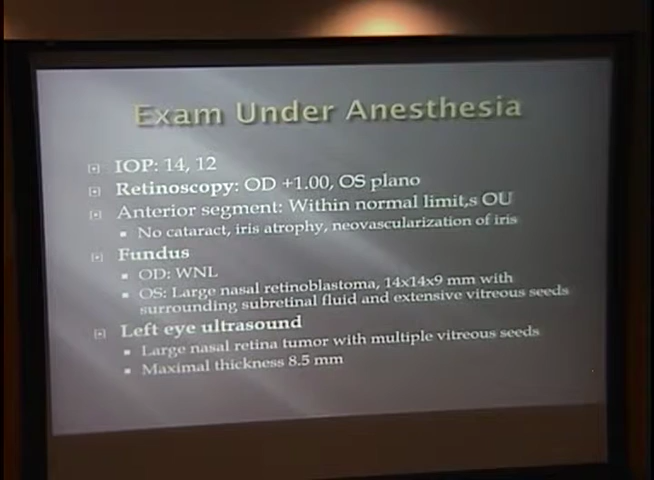 Exam Under Anesthesia
IOP: 14, 12
Retinoscopy: OD +1.00, OS plano
Anterior segment: Within normal limit,s OU
No cataract, iris atrophy, neovascularization of iris
Fundus
OD: WNL
OS: Large nasal retinoblastoma, 14x14x9 mm with
surrounding subretinal fluid and extensive vitreous seeds
Left eye ultrasound
Large nasal retina tumor with multiple vitreous seeds
Maximal thickness 8.5 mm